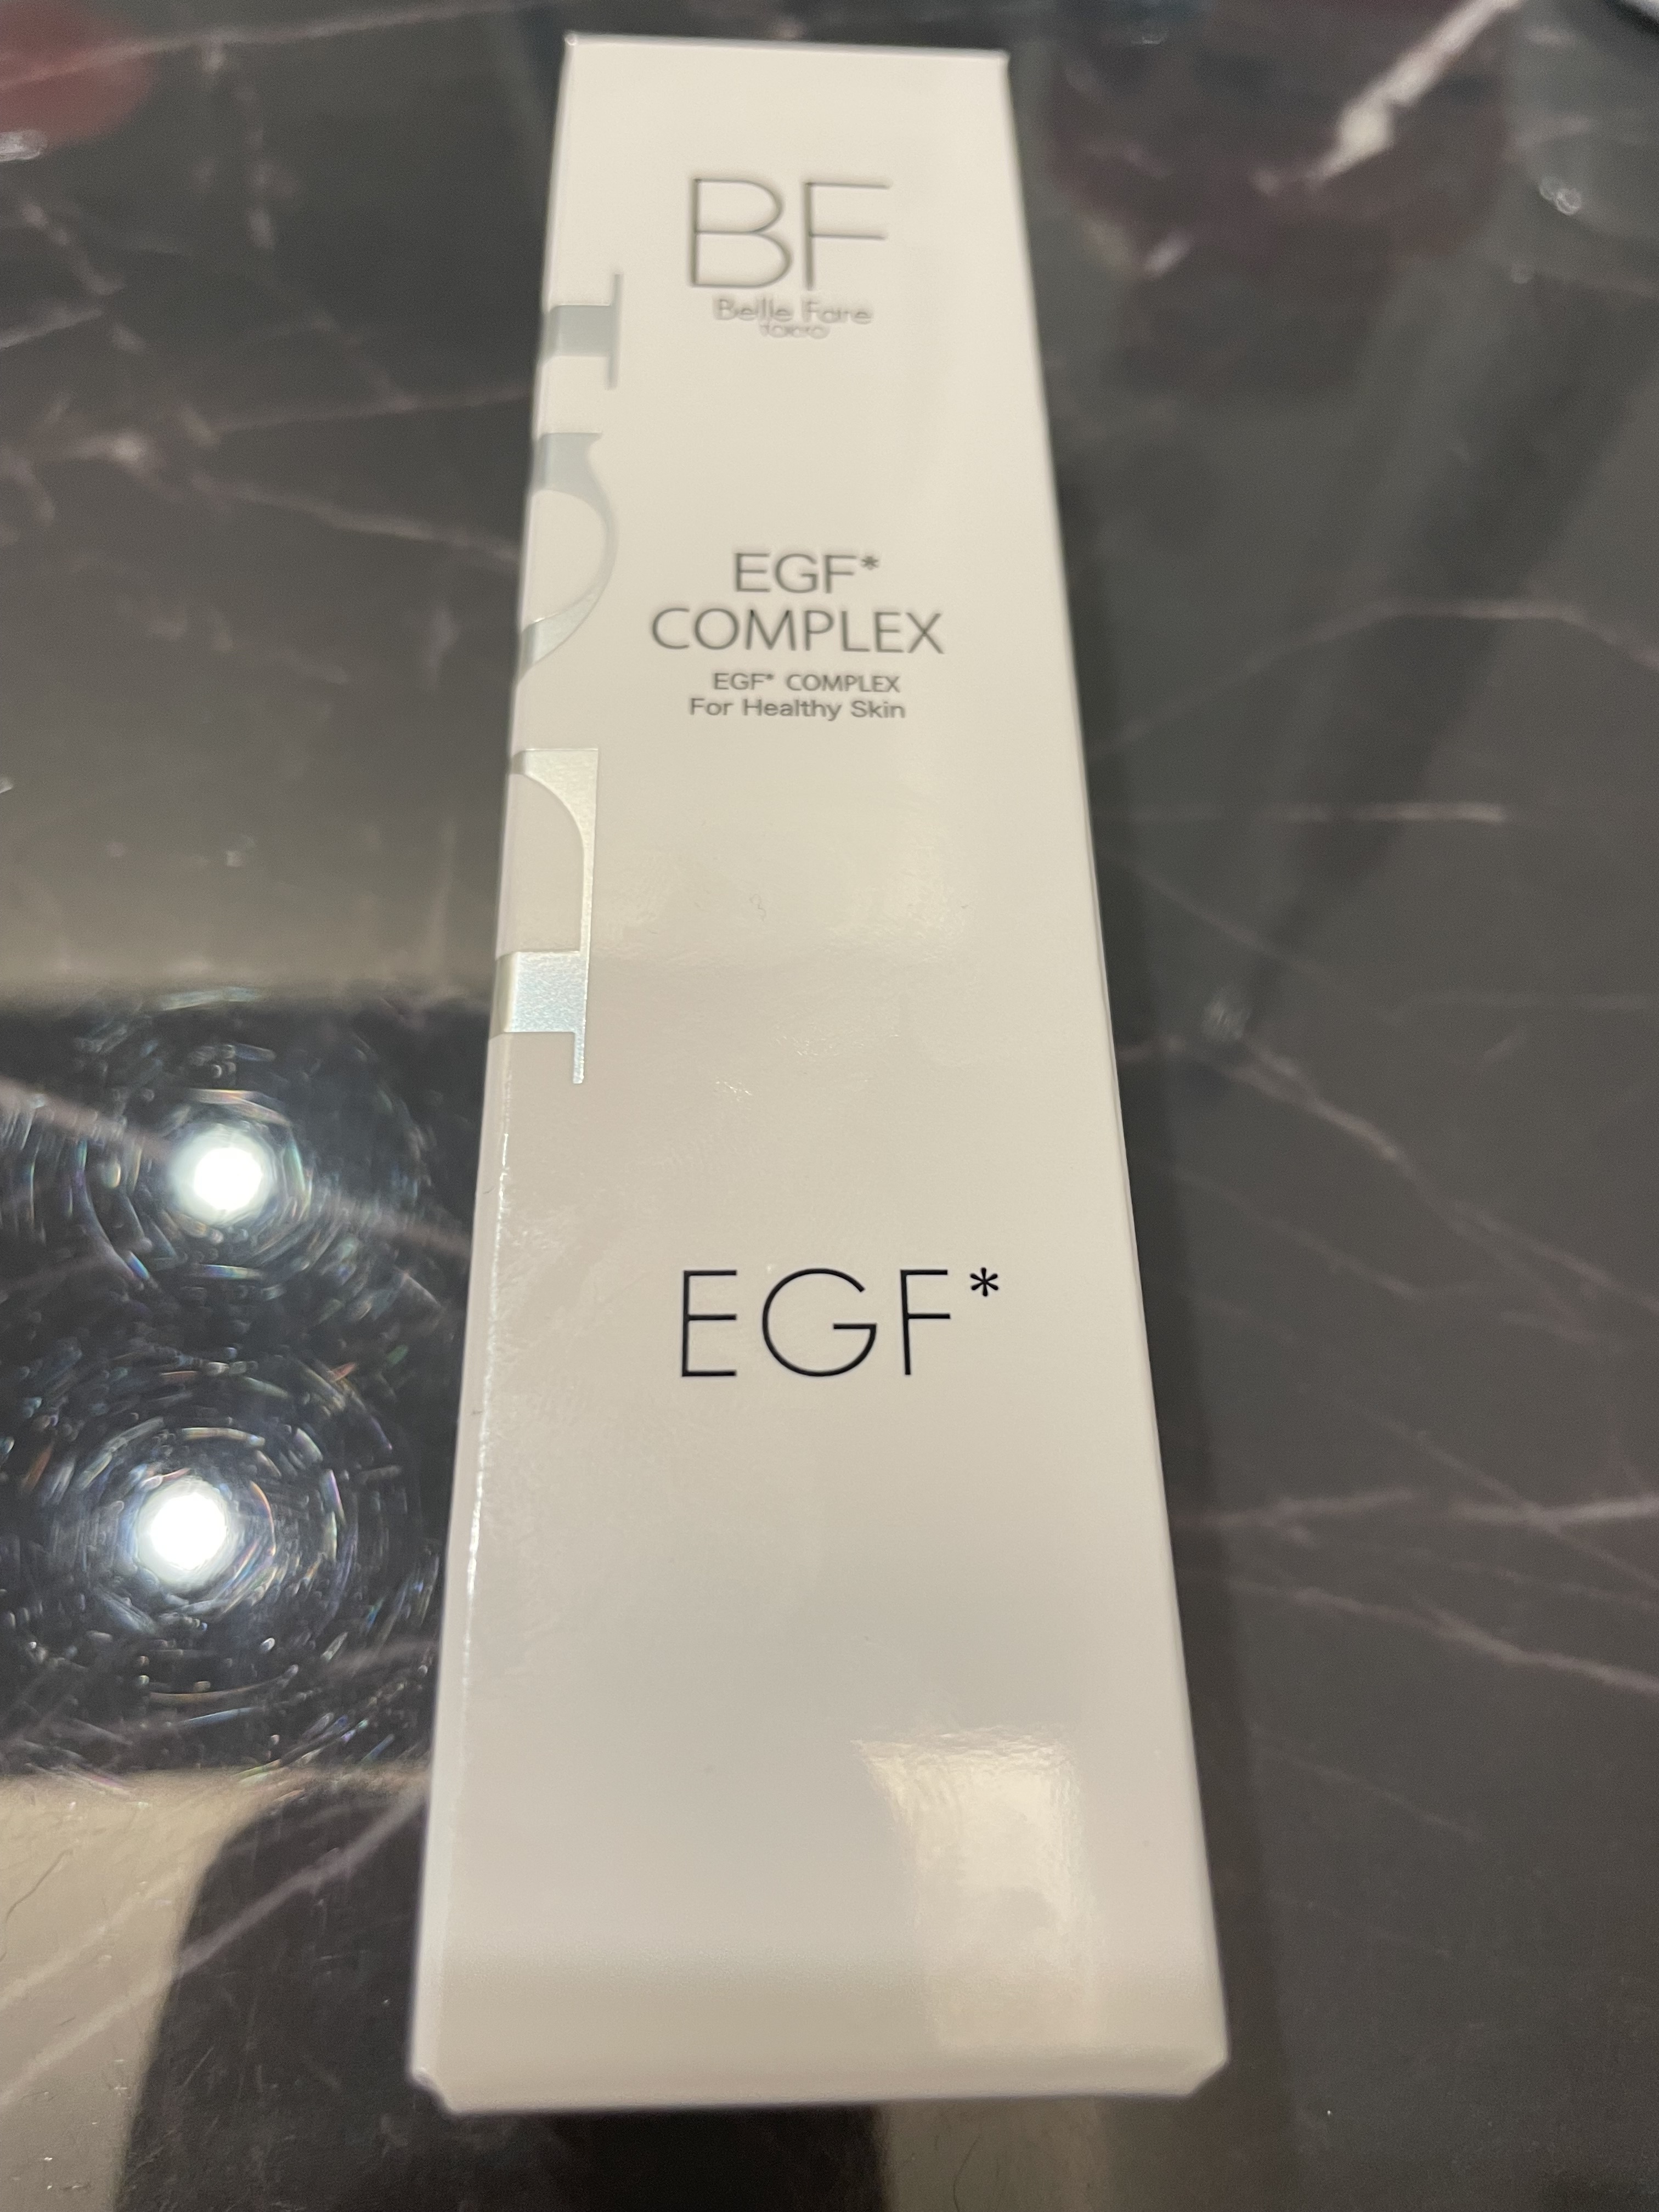 BF
Belle Fare
TOKYO
EGF*
COMPLEX
EGF* COMPLEX
For Healthy Skin
EGF*